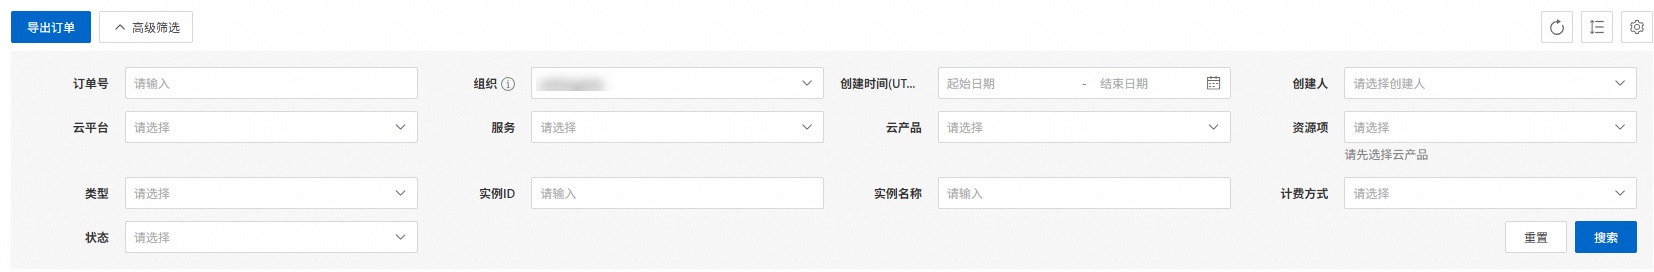 导出订单 高级筛选
订单号 请输入 组织 创建时间(UT... 起始日期 - 结束日期 创建人 请选择创建人
云平台 请选择 服务 请选择 云产品 请选择 资源项 请选择
请先选择云产品
类型 请选择 实例ID 请输入 实例名称 请输入 计费方式 请选择
状态 请选择 重置 搜索